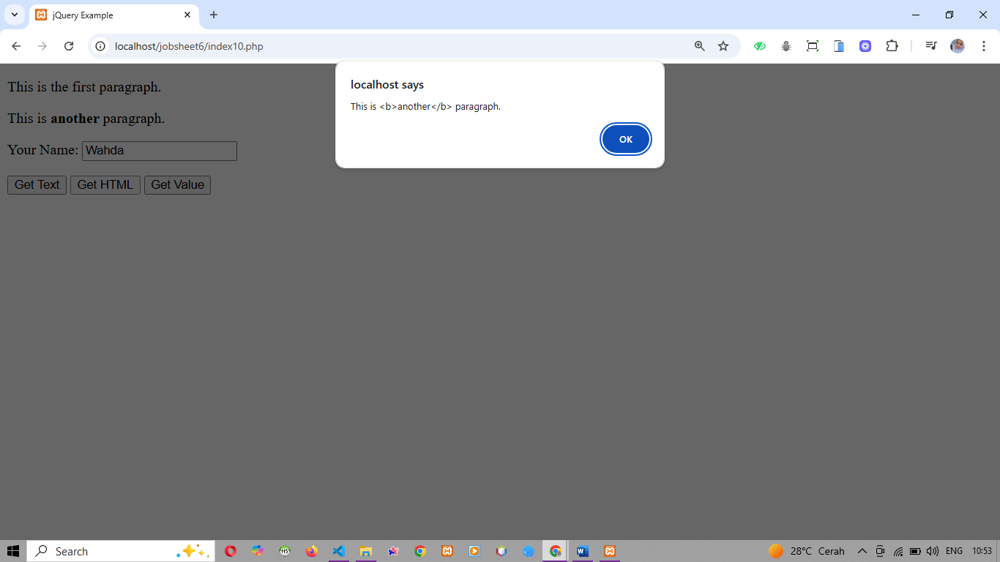 jQuery Example
localhost/jobsheet6/index10.php
localhost says
This is <b>another</b> paragraph.
OK
This is the first paragraph.
This is another paragraph.
Your Name: Wahda
Get Text Get HTML Get Value
Search
HS
28°C Cerah
ENG
10:53